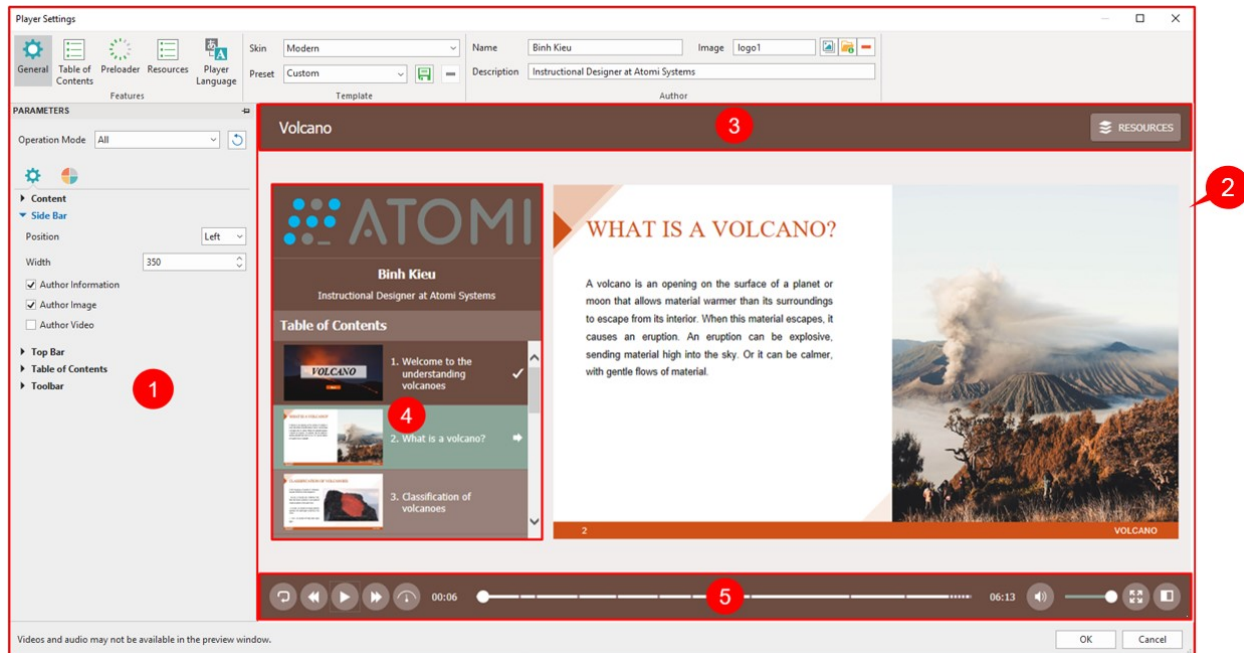 Player Settings
General
Table of
Contents
Preloader
Resources
Player
Language
Features
Skin
Modern
Preset
Custom
Template
Name
Binh Kieu
Image
logo1
Description
Instructional Designer at Atomi Systems
Author
PARAMETERS
Operation Mode
All
Content
Side Bar
Position
Left
Width
350
Author Information
Author Image
Author Video
Top Bar
Table of Contents
Toolbar
1
Volcano
3
RESOURCES
2
ATOMI
Binh Kieu
Instructional Designer at Atomi Systems
Table of Contents
VOLCANO
1. Welcome to the
understanding
volcanoes
4
WHAT IS A VOLCANO?
2. What is a volcano?
CLASSIFICATION OF VOLCANOES
3. Classification of
volcanoes
WHAT IS A VOLCANO?
A volcano is an opening on the surface of a planet or
moon that allows material warmer than its surroundings
to escape from its interior. When this material escapes, it
causes an eruption. An eruption can be explosive,
sending material high into the sky. Or it can be calmer,
with gentle flows of material.
2
VOLCANO
00:06
5
06:13
Videos and audio may not be available in the preview window.
OK
Cancel